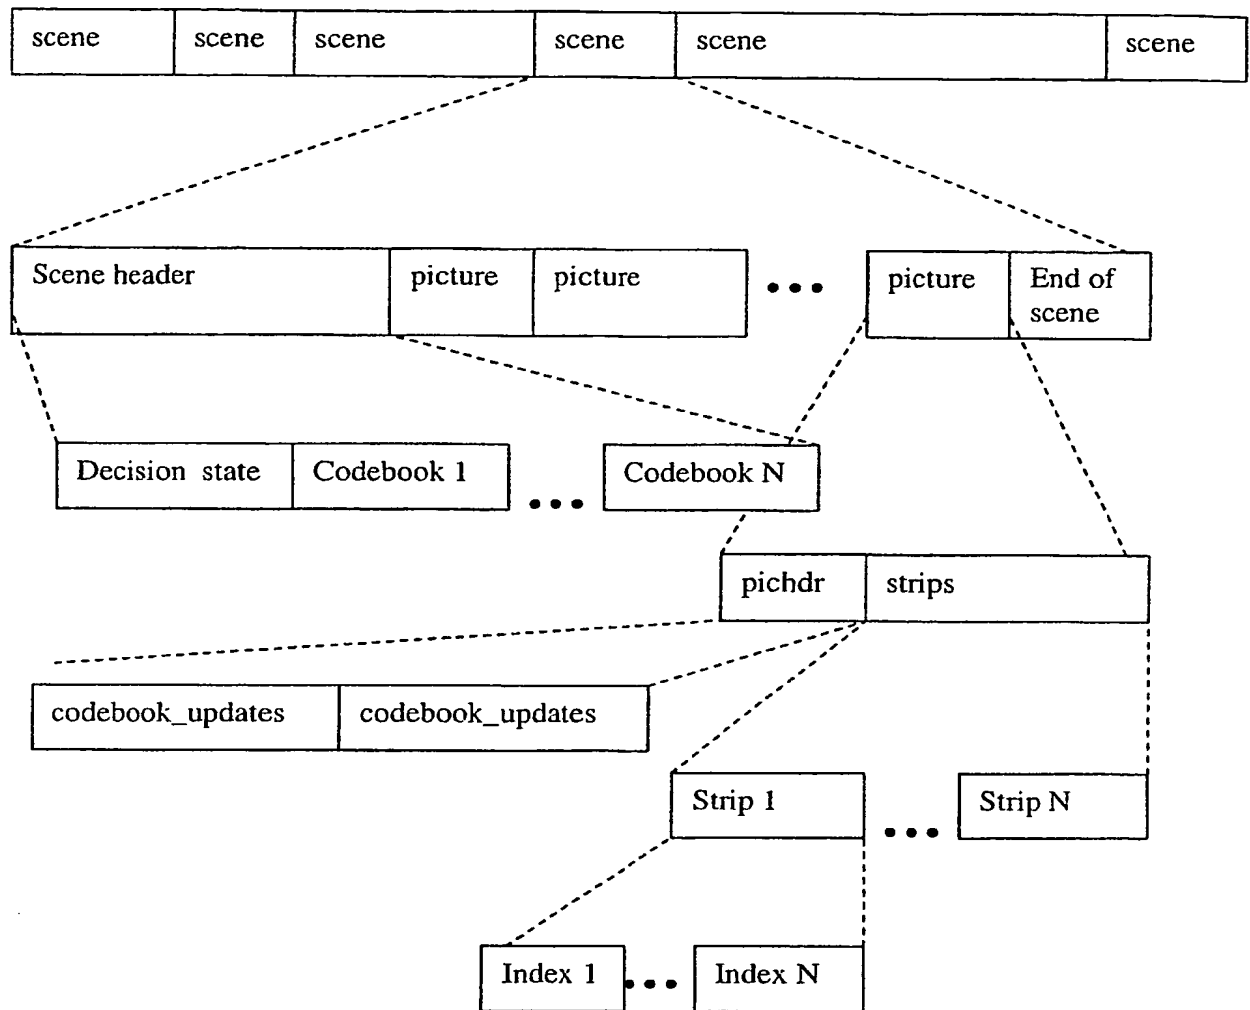 scene scene scene scene scene scene
Scene header picture picture picture End of
scene
Decision state Codebook 1 Codebook N
pichdr strips
codebook_updates codebook_updates
Strip 1 Strip N
Index 1 Index N